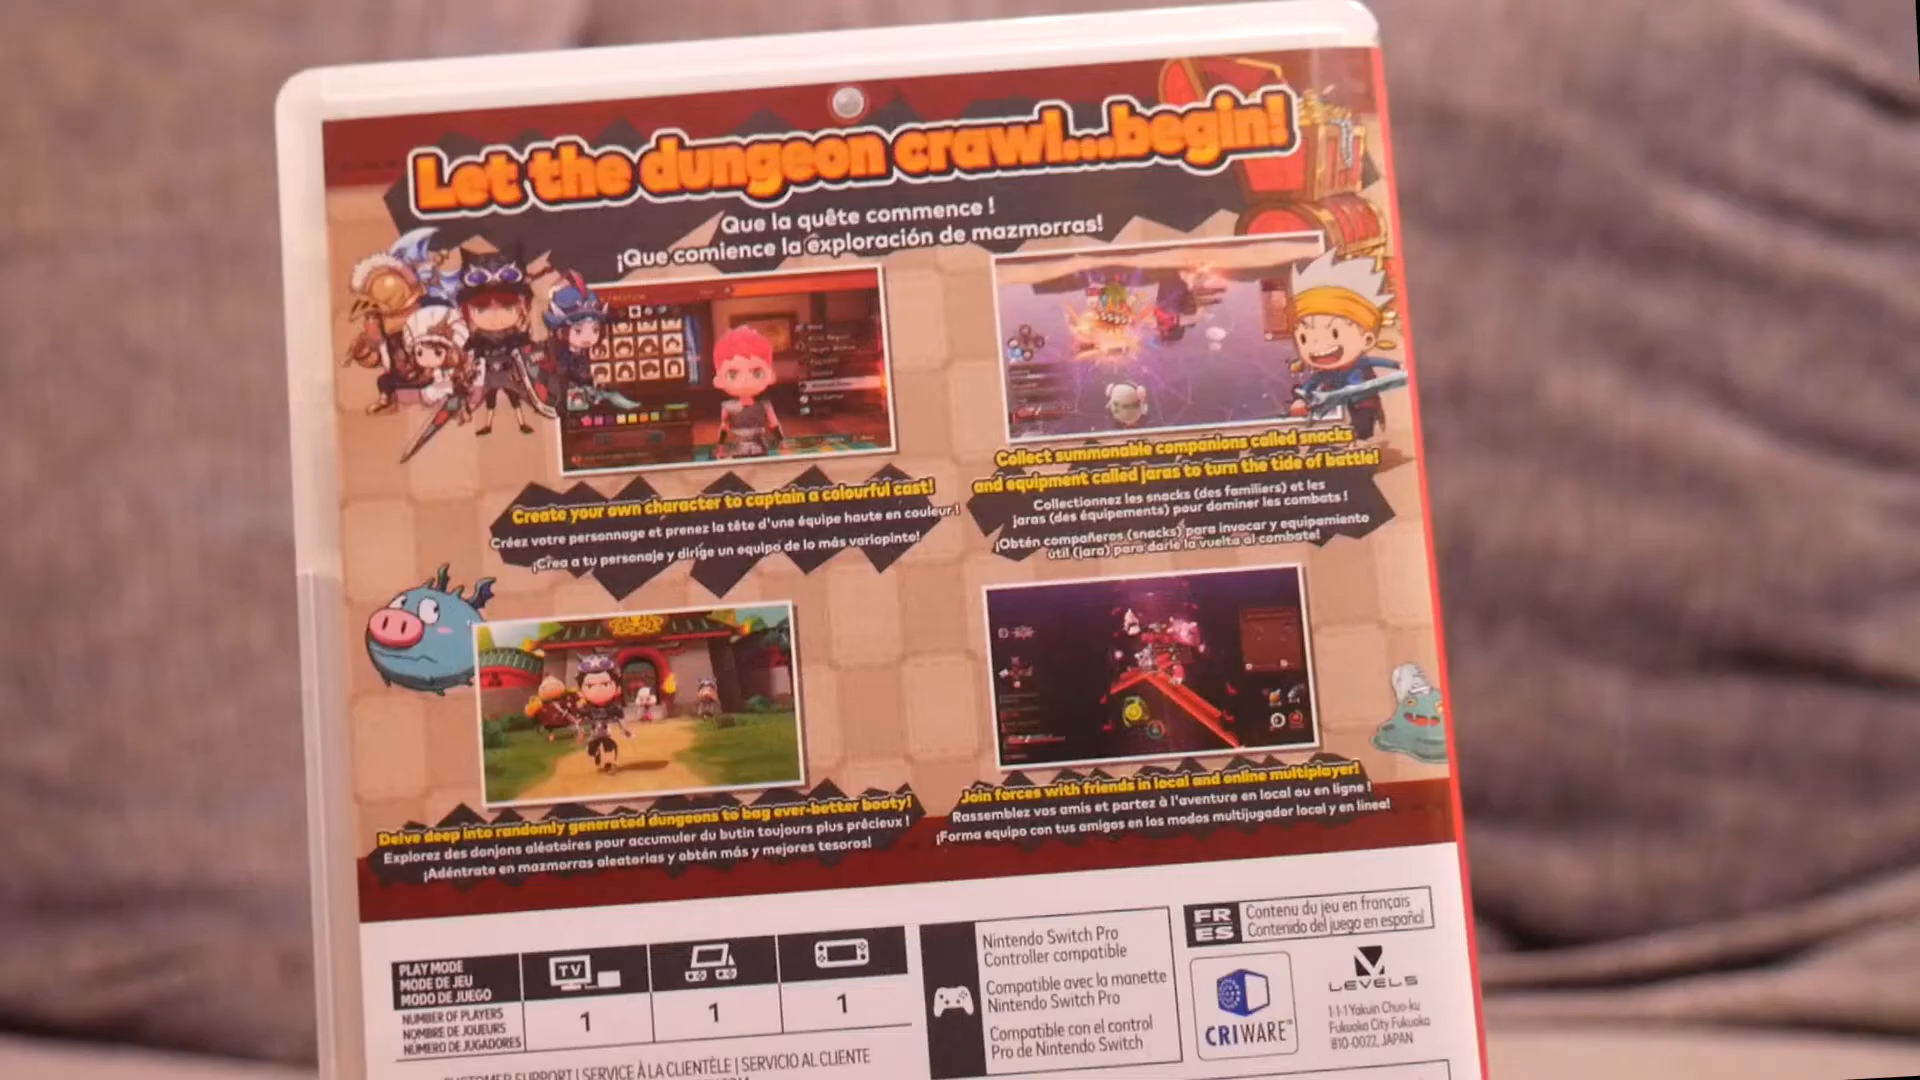 Let the dungeon crawl...begin!
Que la quête commence !
¡Que comience la exploración de mazmorras!
Create your own character to captain a colourful cast!
Créez votre personnage et prenez la tête d'une équipe haute en couleur !
¡Crea a tu personaje y dirige un equipo de lo más variopinto!
Collect summonable companions called snacks
and equipment called jaras to turn the tide of battle!
Collectionnez les snacks (des familiers) et les
jaras (des équipements) pour dominer les combats !
¡Obtén compañeros (snacks) para invocar y equipamiento
útil (jara) para darle la vuelta al combate!
Delve deep into randomly generated dungeons to bag ever-better booty!
Explorez des donjons aléatoires pour accumuler du butin toujours plus précieux !
¡Adéntrate en mazmorras aleatorias y obtén más y mejores tesoros!
Join forces with friends in local and online multiplayer!
Rassemblez vos amis et partez à l'aventure en local ou en ligne !
¡Forma equipo con tus amigos en los modos multijugador local y en línea!
PLAY MODE
MODE DE JEU
MODO DE JUEGO
TV
NUMBER OF PLAYERS
NOMBRE DE JOUEURS
NÚMERO DE JUGADORES
1
1
1
Nintendo Switch Pro
Controller compatible
Compatible avec la manette
Nintendo Switch Pro
Compatible con el control
Pro de Nintendo Switch
FR
ES
Contenu du jeu en français
Contenido del juego en español
CRIWARE™
LEVEL5
1-1-1 Yakuin Chuo-ku
Fukuoka City Fukuoka
810-0022, JAPAN
CUSTOMER SUPPORT | SERVICE À LA CLIENTÈLE | SERVICIO AL CLIENTE